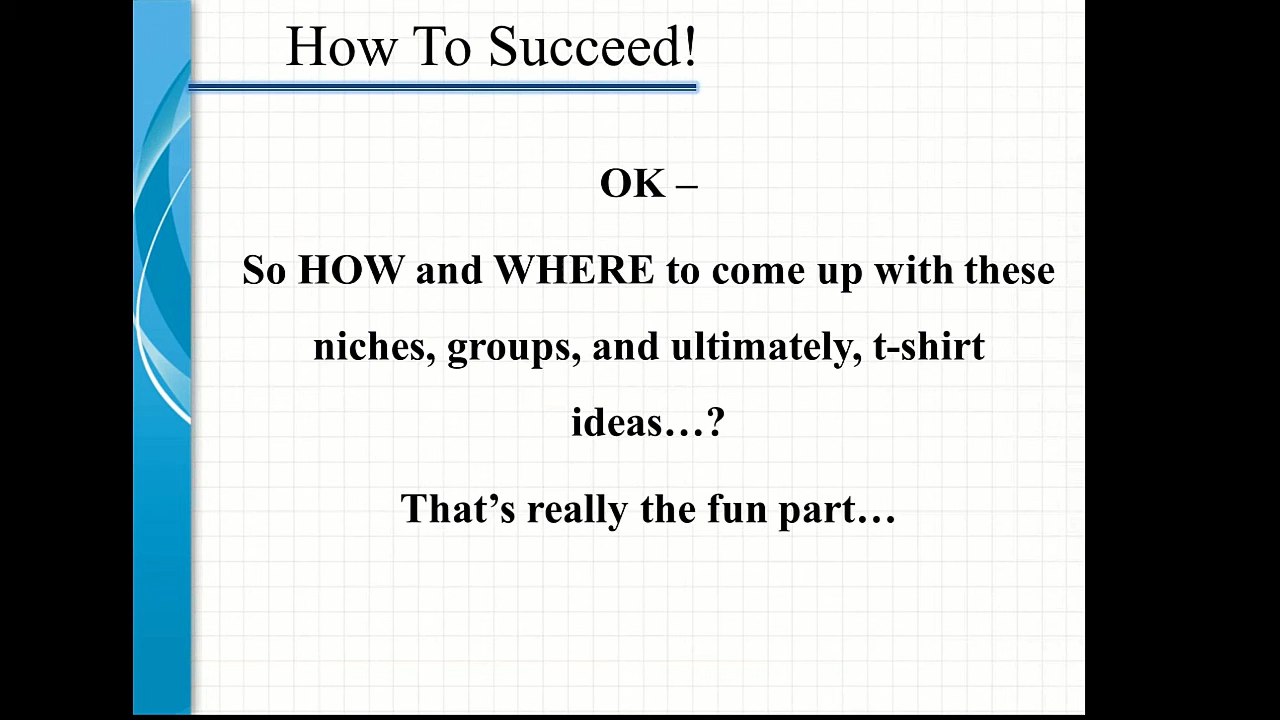 How To Succeed!
OK –
So HOW and WHERE to come up with these
niches, groups, and ultimately, t-shirt
ideas…?
That’s really the fun part…